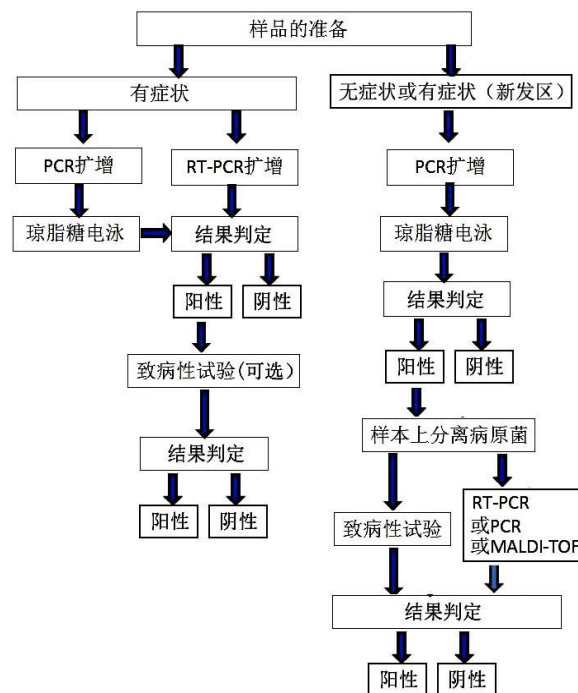 样品的准备
有症状
无症状或有症状（新发区）
PCR扩增
RT-PCR扩增
PCR扩增
琼脂糖电泳
结果判定
琼脂糖电泳
阳性
阴性
结果判定
致病性试验(可选）
阳性
阴性
样本上分离病原菌
结果判定
阳性
阴性
致病性试验
RT-PCR
或PCR
或MALDI-TOF
结果判定
阳性
阴性